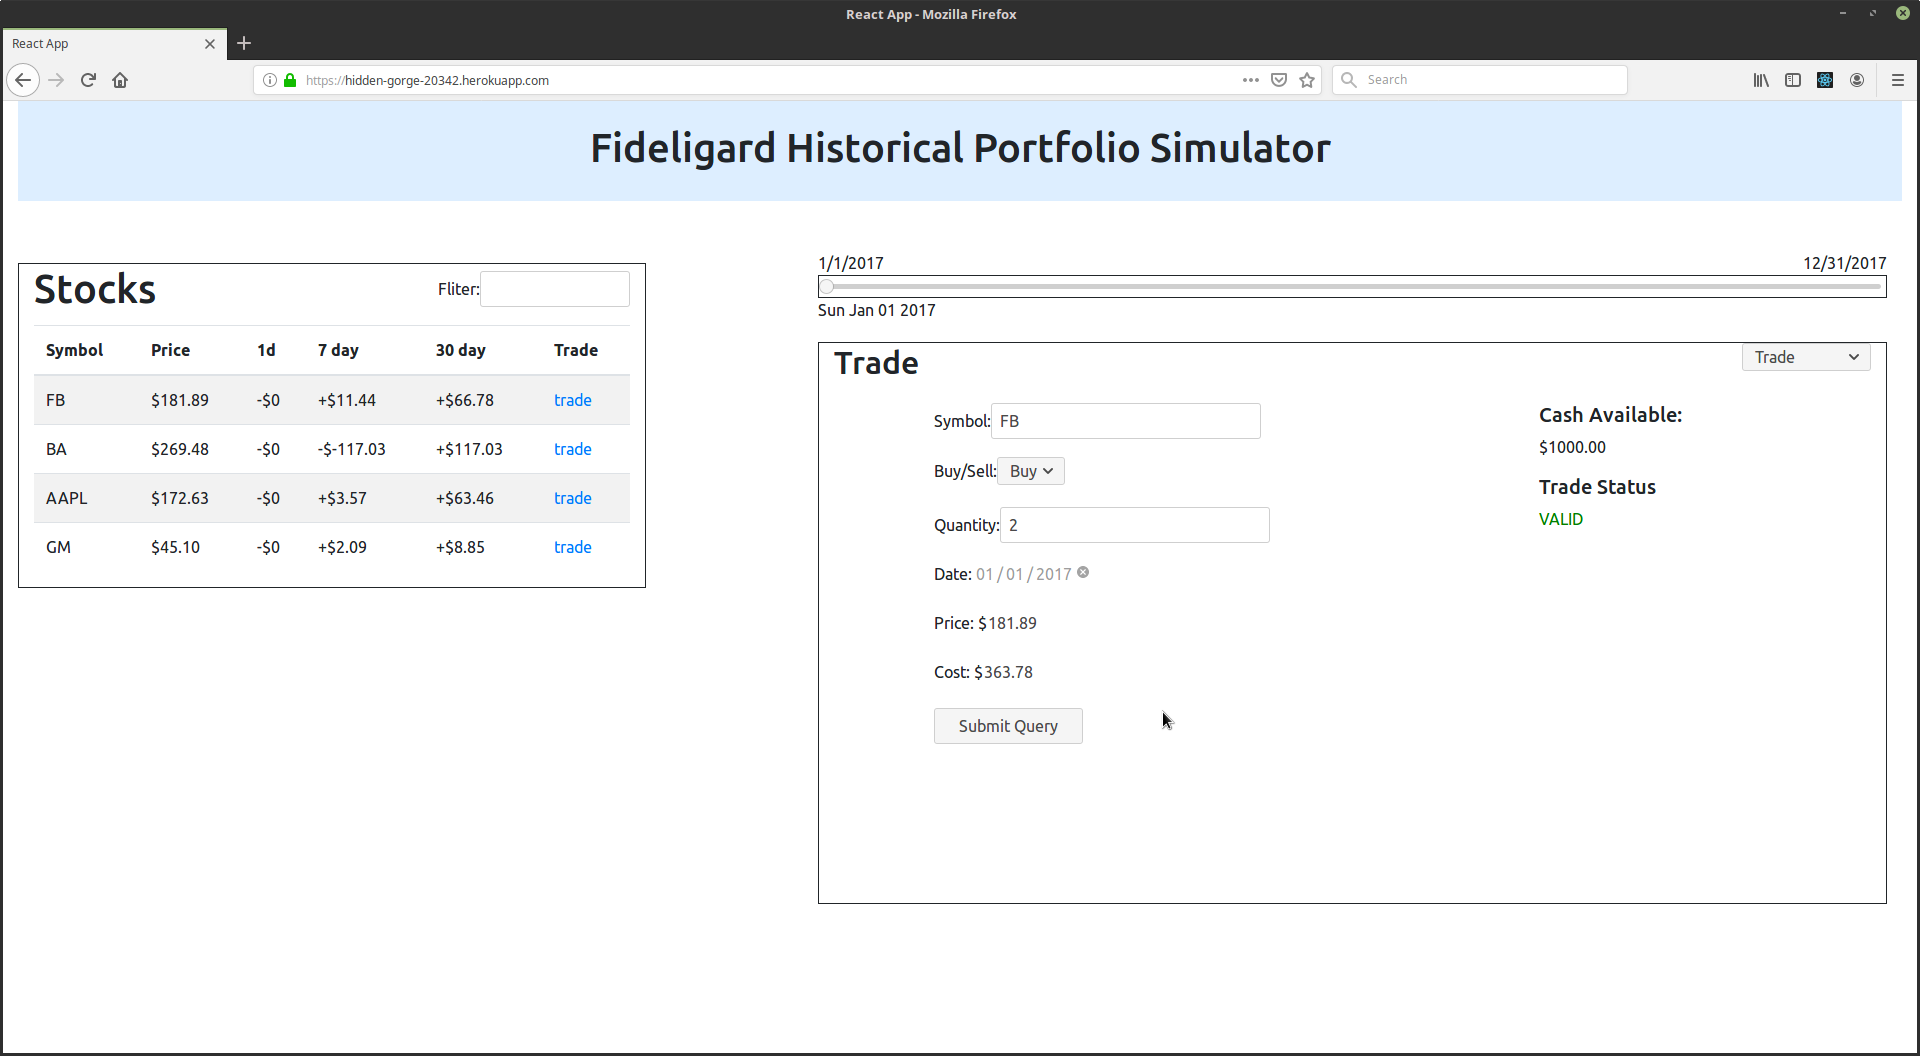 React App - Mozilla Firefox
React App
https://hidden-gorge-20342.herokuapp.com
Search
Fideligard Historical Portfolio Simulator
Stocks
Fliter:
Symbol Price 1d 7 day 30 day Trade
FB $181.89 -$0 +$11.44 +$66.78 trade
BA $269.48 -$0 -$-117.03 +$117.03 trade
AAPL $172.63 -$0 +$3.57 +$63.46 trade
GM $45.10 -$0 +$2.09 +$8.85 trade
1/1/2017 12/31/2017
Sun Jan 01 2017
Trade
Trade
Symbol: FB
Buy/Sell: Buy
Quantity: 2
Date: 01/01/2017
Price: $181.89
Cost: $363.78
Submit Query
Cash Available:
$1000.00
Trade Status
VALID